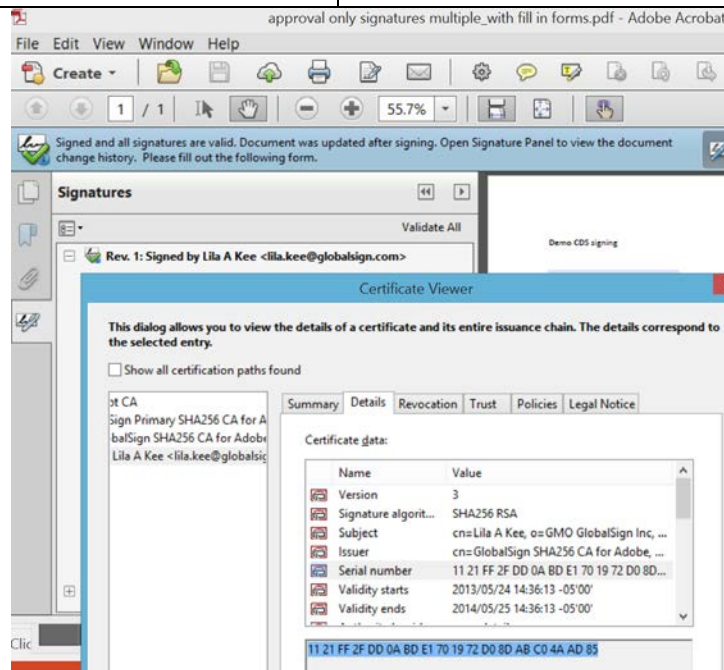 approval only signatures multiple_with fill in forms.pdf - Adobe Acrobat
File Edit View Window Help
Create
1 / 1 55.7%
Signed and all signatures are valid. Document was updated after signing. Open Signature Panel to view the document
change history. Please fill out the following form.
Signatures
Validate All
Rev. 1: Signed by Lila A Kee <lila.kee@globalsign.com>
Demo CDS signing
Certificate Viewer
This dialog allows you to view the details of a certificate and its entire issuance chain. The details correspond to
the selected entry.
Show all certification paths found
ot CA
Sign Primary SHA256 CA for A
balSign SHA256 CA for Adobe
Lila A Kee <lila.kee@globalsig
Summary Details Revocation Trust Policies Legal Notice
Certificate data:
Name Value
Version 3
Signature algorit... SHA256 RSA
Subject cn=Lila A Kee, o=GMO GlobalSign Inc, ...
Issuer cn=GlobalSign SHA256 CA for Adobe, ...
Serial number 11 21 FF 2F DD 0A BD E1 70 19 72 D0 8D...
Validity starts 2013/05/24 14:36:13 -05'00'
Validity ends 2014/05/25 14:36:13 -05'00'
11 21 FF 2F DD 0A BD E1 70 19 72 D0 8D AB C0 4A AD 85
Clic